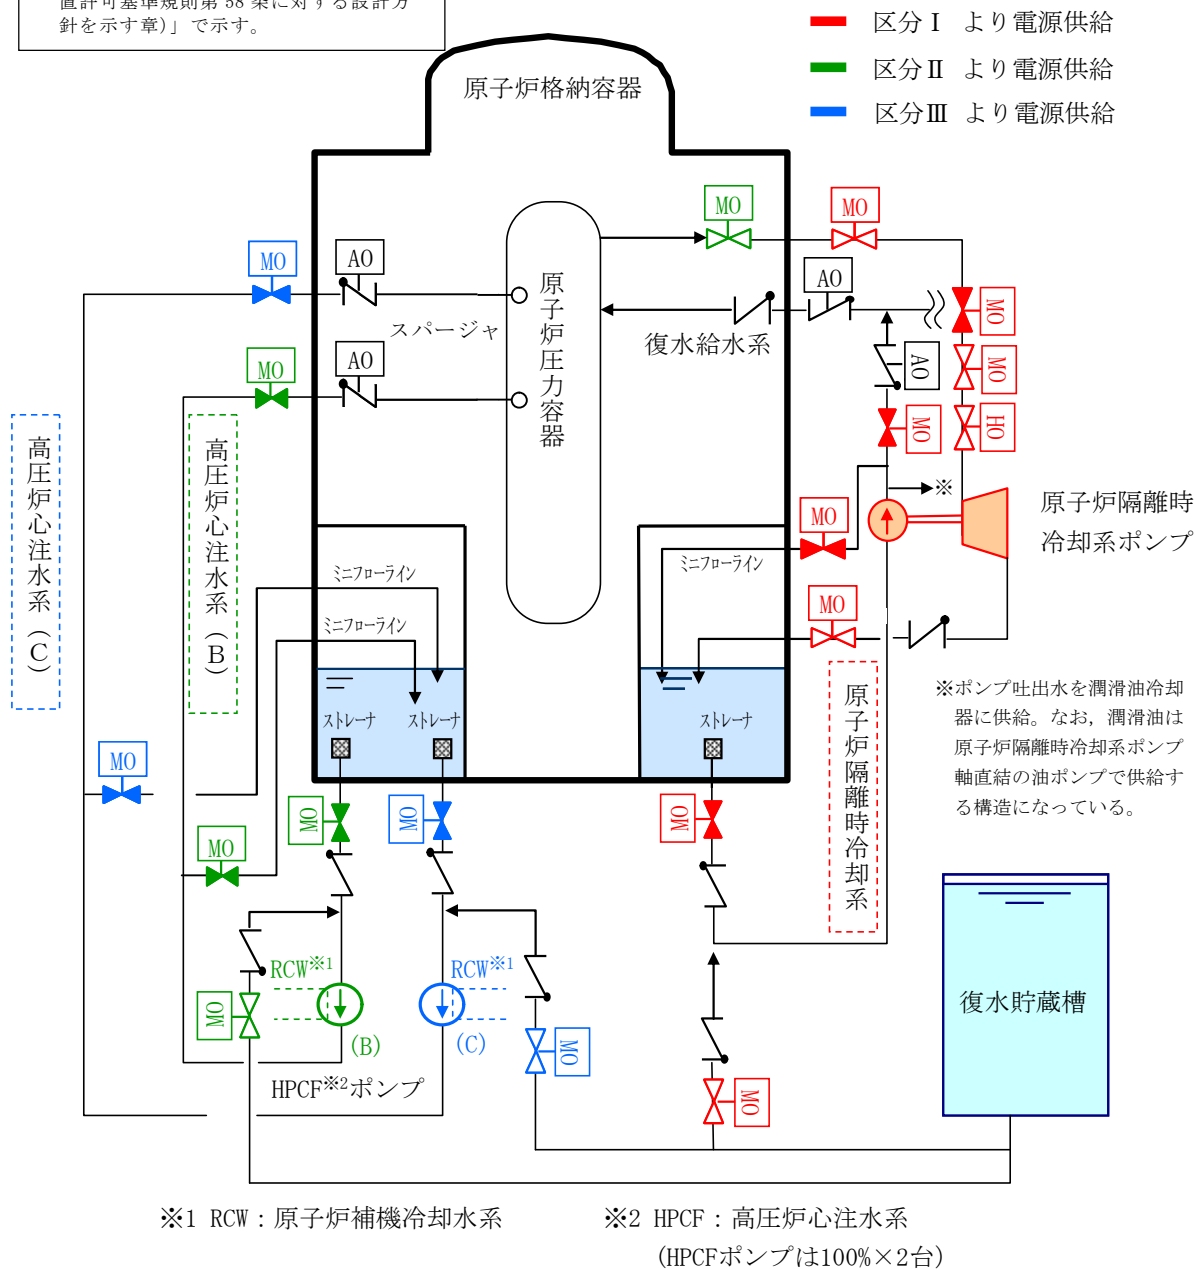 置許可基準規則第 58 条に対する設計方
針を示す章)」で示す。
区分Ⅰ より電源供給
区分Ⅱ より電源供給
区分Ⅲ より電源供給
原子炉格納容器
MO
MO
MO
AO
AO
原子炉圧力容器
スパージャ
復水給水系
MO
AO
MO
AO
MO
MO
HO
高圧炉心注水系(C)
高圧炉心注水系(B)
※
原子炉隔離時
冷却系ポンプ
MO
ミニフローライン
ミニフローライン
MO
ミニフローライン
原子炉隔離時冷却系
※ポンプ吐出水を潤滑油冷却
器に供給。なお，潤滑油は
原子炉隔離時冷却系ポンプ
軸直結の油ポンプで供給す
る構造になっている。
ストレーナ
ストレーナ
ストレーナ
MO
MO
MO
MO
MO
RCW※1
RCW※1
MO
(B)
(C)
MO
MO
復水貯蔵槽
HPCF※2ポンプ
※1 RCW：原子炉補機冷却水系
※2 HPCF：高圧炉心注水系
(HPCFポンプは100%×2台)